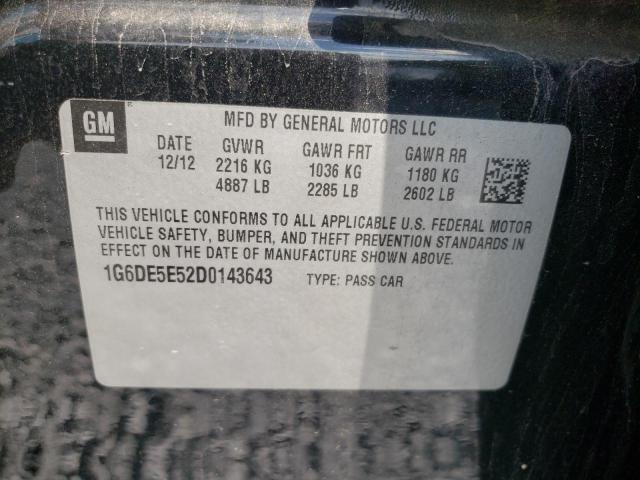 GM
MFD BY GENERAL MOTORS LLC
DATE GVWR GAWR FRT GAWR RR
12/12 2216 KG 1036 KG 1180 KG
4887 LB 2285 LB 2602 LB
THIS VEHICLE CONFORMS TO ALL APPLICABLE U.S. FEDERAL MOTOR
VEHICLE SAFETY, BUMPER, AND THEFT PREVENTION STANDARDS IN
EFFECT ON THE DATE OF MANUFACTURE SHOWN ABOVE.
1G6DE5E52D0143643 TYPE: PASS CAR